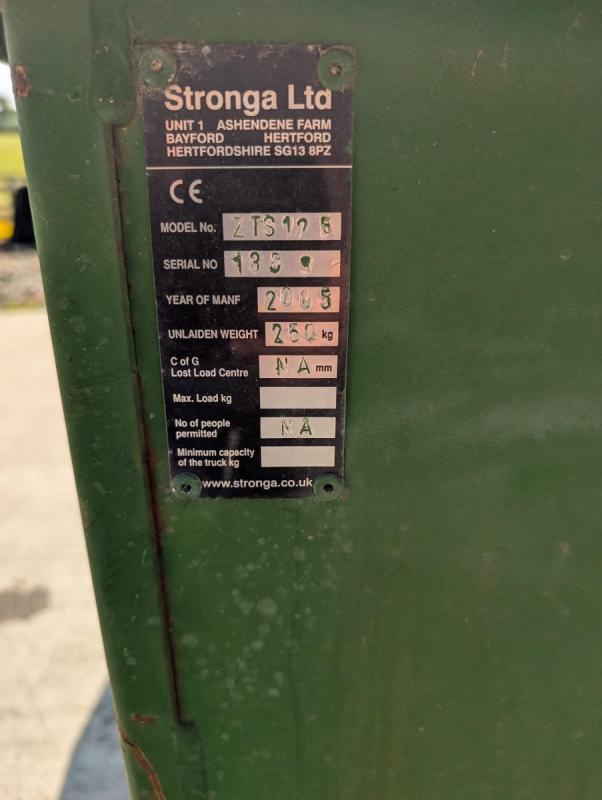 Stronga Ltd
UNIT 1 ASHENDENE FARM
BAYFORD HERTFORD
HERTFORDSHIRE SG13 8PZ
CE
MODEL No.
SERIAL NO
YEAR OF MANF 2005
UNLAIDEN WEIGHT 250 kg
C of G NA mm
Lost Load Centre
Max. Load kg
No of people NA
permitted
Minimum capacity
of the truck kg
www.stronga.co.uk